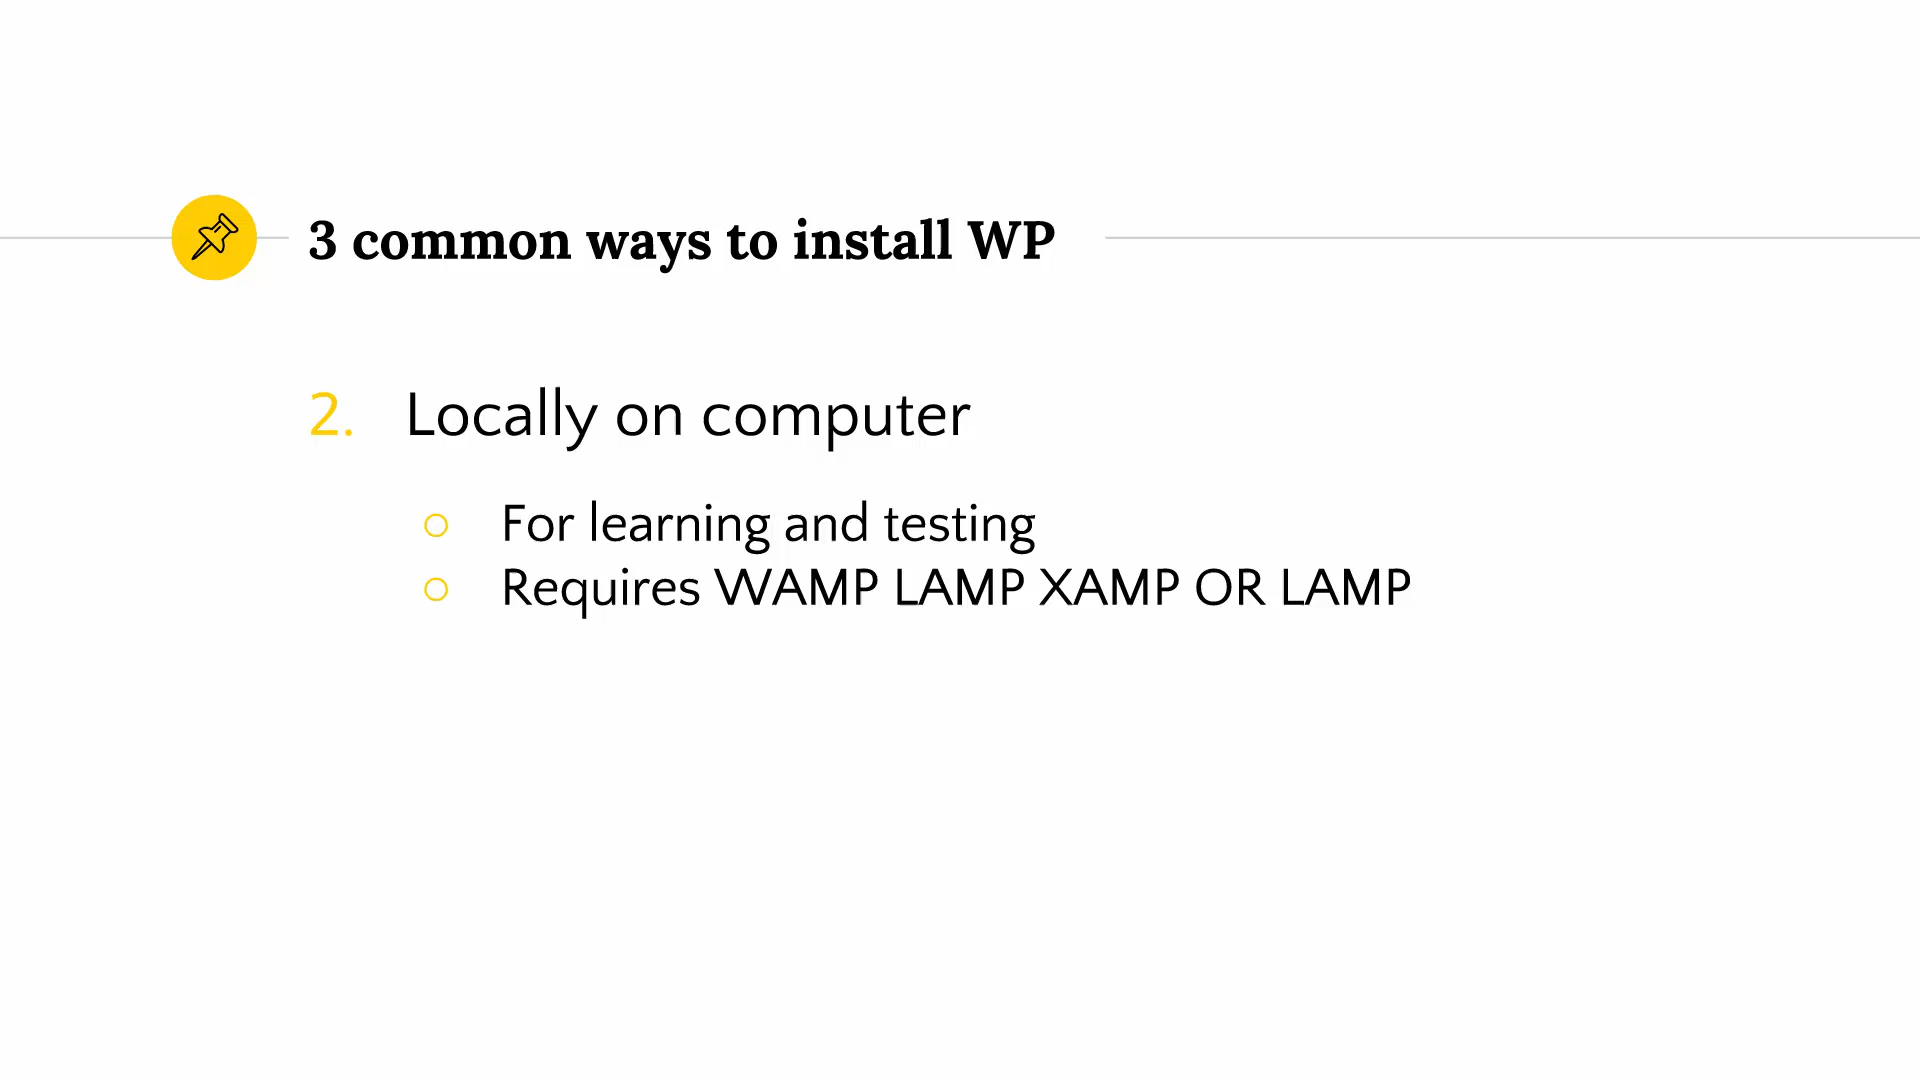 3 common ways to install WP
2. Locally on computer
○ For learning and testing
○ Requires WAMP LAMP XAMP OR LAMP